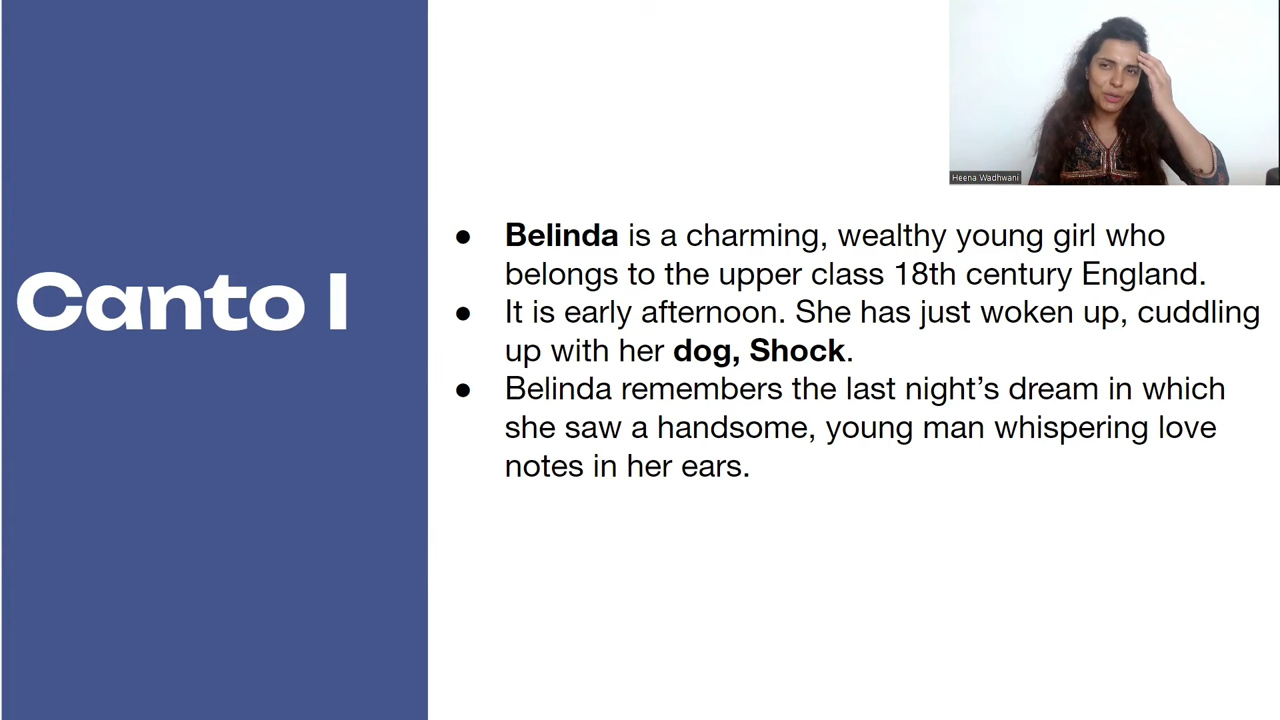 Heena Wadhwani
Canto I
● Belinda is a charming, wealthy young girl who
belongs to the upper class 18th century England.
● It is early afternoon. She has just woken up, cuddling
up with her dog, Shock.
● Belinda remembers the last night’s dream in which
she saw a handsome, young man whispering love
notes in her ears.